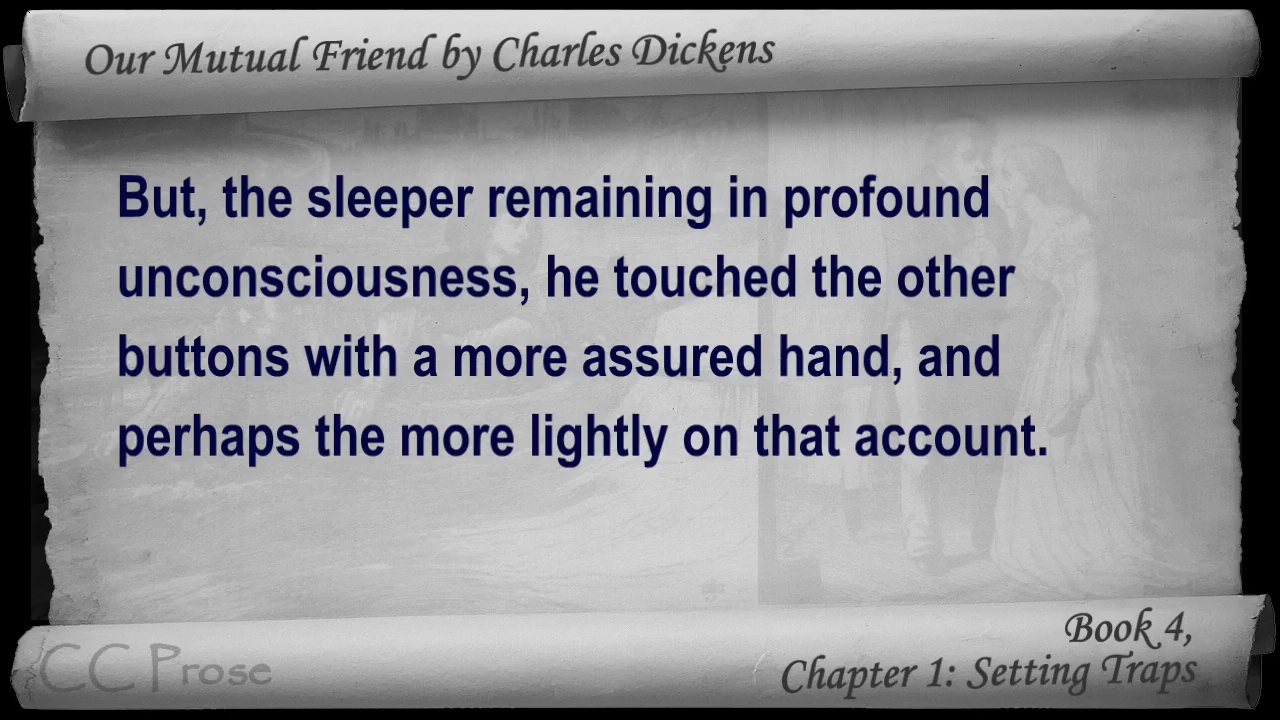 Our Mutual Friend by Charles Dickens
But, the sleeper remaining in profound
unconsciousness, he touched the other
buttons with a more assured hand, and
perhaps the more lightly on that account.
Book 4,
Chapter 1: Setting Traps
CC Prose